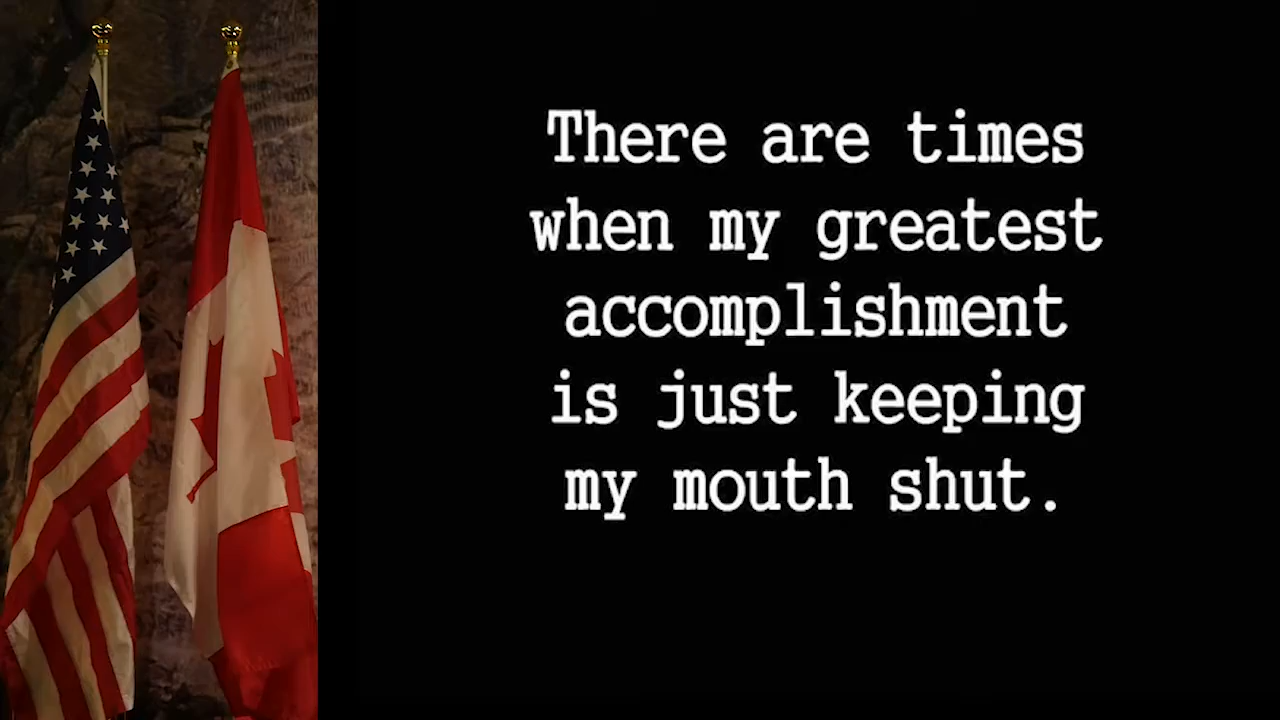 There are times
when my greatest
accomplishment
is just keeping
my mouth shut.